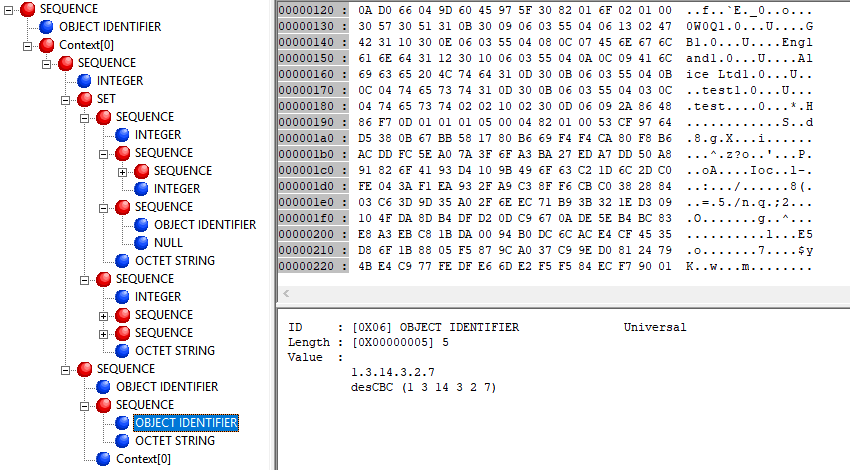 SEQUENCE
OBJECT IDENTIFIER
Context[0]
SEQUENCE
INTEGER
SET
SEQUENCE
INTEGER
SEQUENCE
SEQUENCE
INTEGER
SEQUENCE
OBJECT IDENTIFIER
NULL
OCTET STRING
SEQUENCE
INTEGER
SEQUENCE
SEQUENCE
OCTET STRING
SEQUENCE
OBJECT IDENTIFIER
SEQUENCE
OBJECT IDENTIFIER
OCTET STRING
Context[0]
00000120 : 0A D0 66 04 9D 60 45 97 5F 30 82 01 6F 02 01 00 ..f..`E._0..o...
00000130 : 30 57 30 51 31 0B 30 09 06 03 55 04 06 13 02 47 0W0Q1.0...U....G
00000140 : 42 31 10 30 0E 06 03 55 04 08 0C 07 45 6E 67 6C B1.0...U....Engl
00000150 : 61 6E 64 31 12 30 10 06 03 55 04 0A 0C 09 41 6C and1.0...U....Al
00000160 : 69 63 65 20 4C 74 64 31 0D 30 0B 06 03 55 04 0B ice Ltd1.0...U..
00000170 : 0C 04 74 65 73 74 31 0D 30 0B 06 03 55 04 03 0C ..test1.0...U...
00000180 : 04 74 65 73 74 02 02 10 02 30 0D 06 09 2A 86 48 .test....0...*.H
00000190 : 86 F7 0D 01 01 01 05 00 04 82 01 00 53 CF 97 64 ............S..d
000001a0 : D5 38 0B 67 BB 58 17 80 B6 69 F4 F4 CA 80 F8 B6 .8.g.X...i......
000001b0 : AC DD FC 5E A0 7A 3F 6F A3 BA 27 ED A7 DD 50 A8 ...^.z?o..'...P.
000001c0 : 91 82 6F 41 93 D4 10 9B 49 6F 63 C2 1D 6C 2D C0 ..oA....Ioc..l-.
000001d0 : FE 04 3A F1 EA 93 2F A9 C3 8F F6 CB C0 38 28 84 ..:.../......8(.
000001e0 : 03 C6 3D 9D 35 A0 2F 6E EC 71 B9 3B 32 1E D3 09 ..=.5./n.q.;2...
000001f0 : 10 4F DA 8D B4 DF D2 0D C9 67 0A DE 5E B4 BC 83 .O.......g..^...
00000200 : E8 A3 EB C8 1B DA 00 94 B0 DC 6C AC E4 CF 45 35 ..........l...E5
00000210 : D8 6F 1B 88 05 F5 87 9C A0 37 C9 9E D0 81 24 79 .o.......7....$y
00000220 : 4B E4 C9 77 FE DF E6 6D E2 F5 F5 84 EC F7 90 01 K..w...m........
ID : [0X06] OBJECT IDENTIFIER Universal
Length : [0X00000005] 5
Value :
1.3.14.3.2.7
desCBC (1 3 14 3 2 7)